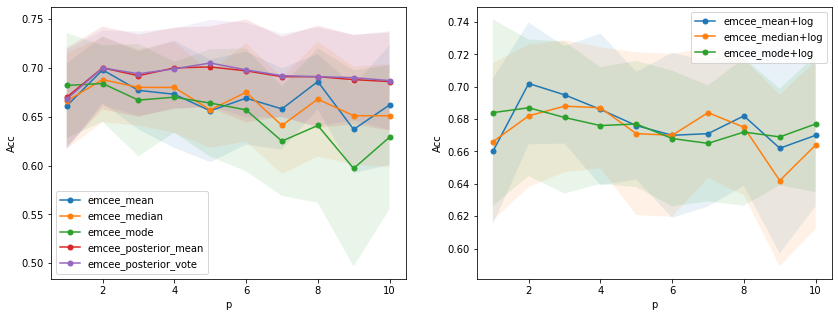 0.75
0.70
0.65
0.60
0.55
0.50
Acc
emcee_mean
emcee_median
emcee_mode
emcee_posterior_mean
emcee_posterior_vote
2
4
6
8
10
p
0.74
0.72
0.70
0.68
0.66
0.64
0.62
0.60
Acc
emcee_mean+log
emcee_median+log
emcee_mode+log
2
4
6
8
10
p